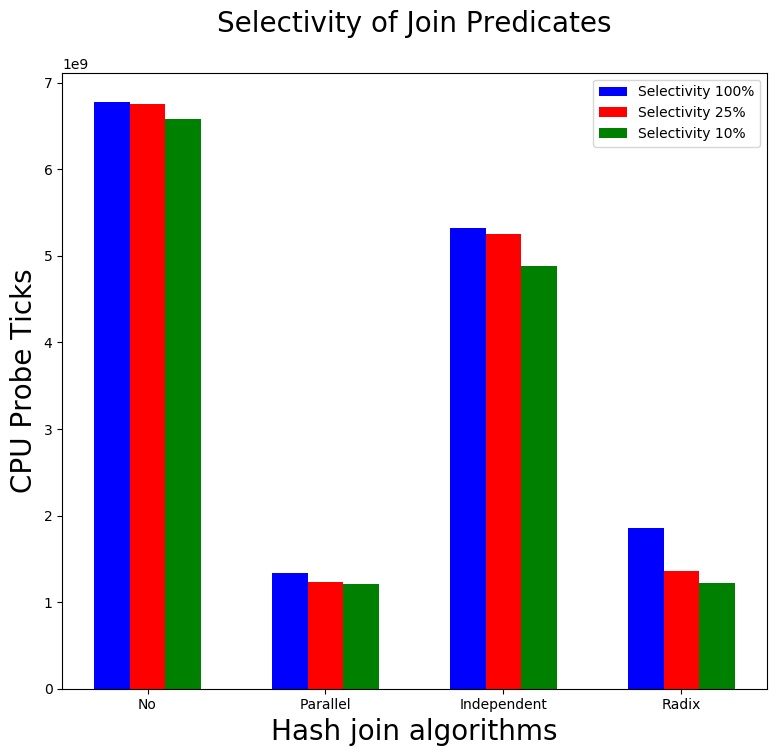 Selectivity of Join Predicates
1e9
7
6
5
4
3
2
1
0
CPU Probe Ticks
Selectivity 100%
Selectivity 25%
Selectivity 10%
No
Parallel
Independent
Radix
Hash join algorithms